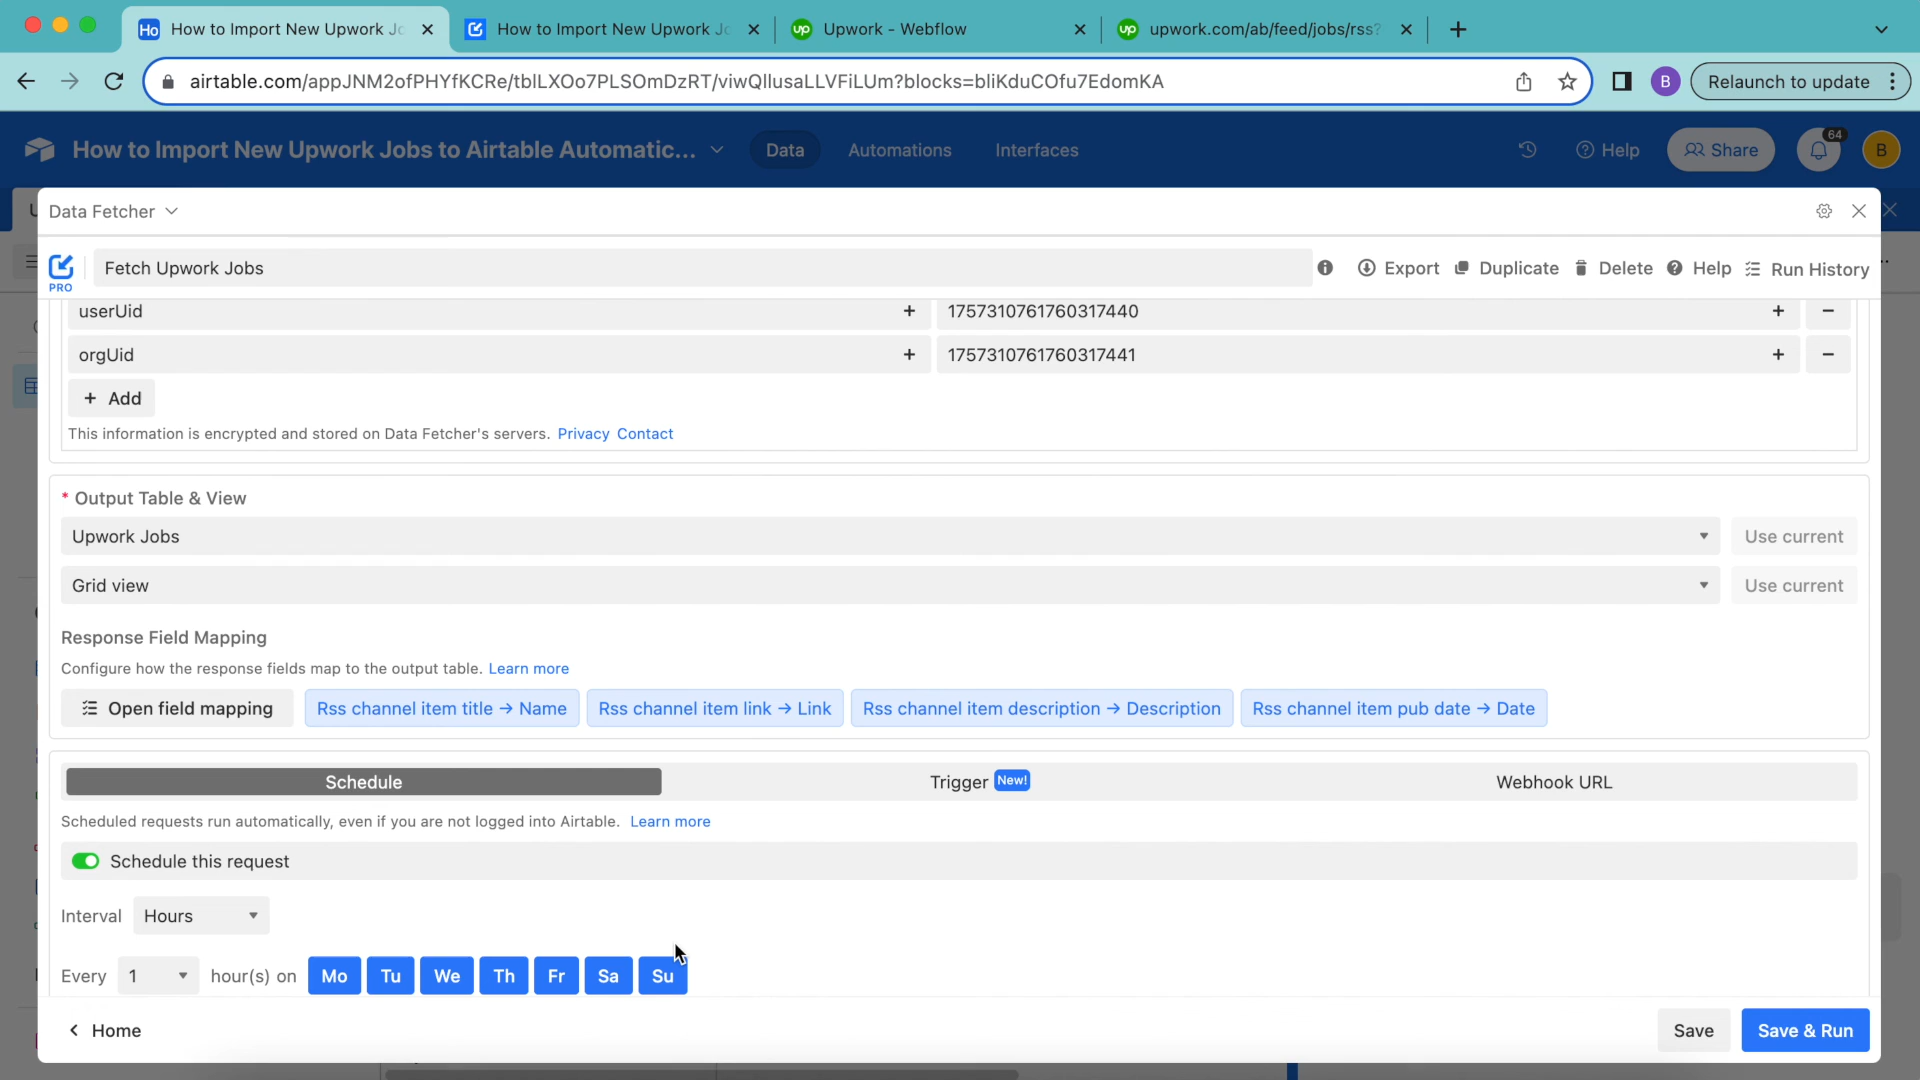 How to Import New Upwork Jo
How to Import New Upwork Jo
Upwork - Webflow
upwork.com/ab/feed/jobs/rss?
airtable.com/appJNM2ofPHYfKCRe/tblLXOo7PLSOmDzRT/viwQllusaLLVFiLUm?blocks=bliKduCOfu7EdomKA
B
Relaunch to update
How to Import New Upwork Jobs to Airtable Automatic...
Data
Automations
Interfaces
Help
Share
64
B
Data Fetcher
PRO
Fetch Upwork Jobs
Export
Duplicate
Delete
Help
Run History
userUid
1757310761760317440
orgUid
1757310761760317441
+ Add
This information is encrypted and stored on Data Fetcher's servers. Privacy Contact
* Output Table & View
Upwork Jobs
Use current
Grid view
Use current
Response Field Mapping
Configure how the response fields map to the output table. Learn more
Open field mapping
Rss channel item title → Name
Rss channel item link → Link
Rss channel item description → Description
Rss channel item pub date → Date
Schedule
Trigger New!
Webhook URL
Scheduled requests run automatically, even if you are not logged into Airtable. Learn more
Schedule this request
Interval Hours
Every 1 hour(s) on Mo Tu We Th Fr Sa Su
Home
Save
Save & Run